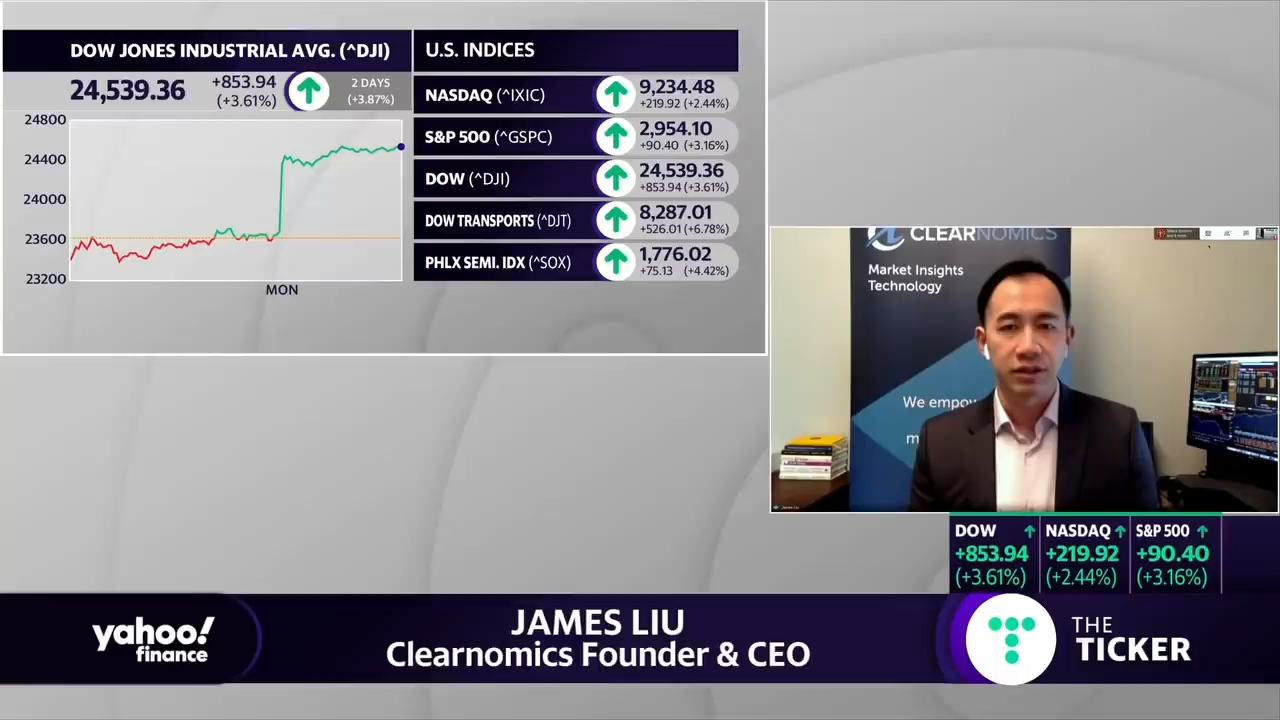 DOW JONES INDUSTRIAL AVG. (^DJI)
24,539.36
+853.94
(+3.61%)
2 DAYS
(+3.87%)
24800
24400
24000
23600
23200
MON
U.S. INDICES
NASDAQ (^IXIC)
9,234.48
+219.92 (+2.44%)
S&P 500 (^GSPC)
2,954.10
+90.40 (+3.16%)
DOW (^DJI)
24,539.36
+853.94 (+3.61%)
DOW TRANSPORTS (^DJT)
8,287.01
+526.01 (+6.78%)
PHLX SEMI. IDX (^SOX)
1,776.02
+75.13 (+4.42%)
CLEARNOMICS
Market Insights
Technology
We empow
m
James Liu
DOW
+853.94
(+3.61%)
NASDAQ
+219.92
(+2.44%)
S&P 500
+90.40
(+3.16%)
yahoo!
finance
JAMES LIU
Clearnomics Founder & CEO
THE
TICKER